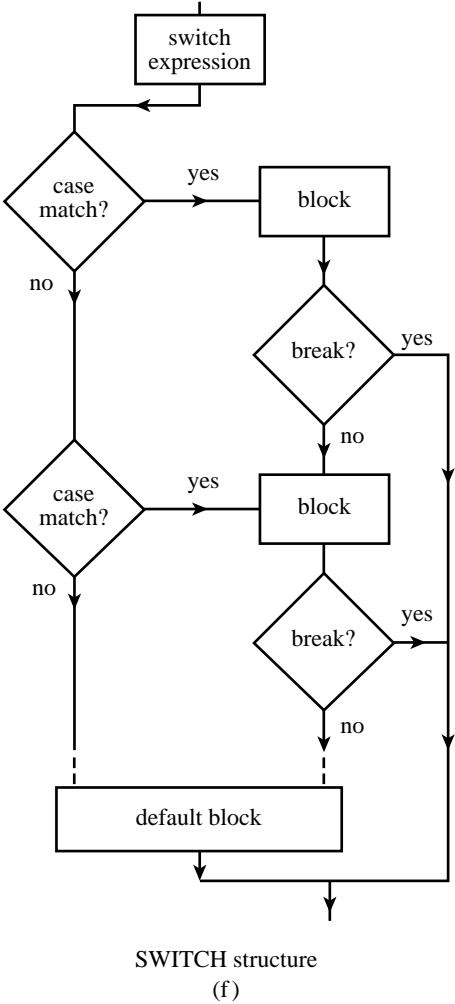 switch
expression
case
match?
yes
block
no
break?
yes
no
case
match?
yes
block
no
break?
yes
no
default block
SWITCH structure
(f)